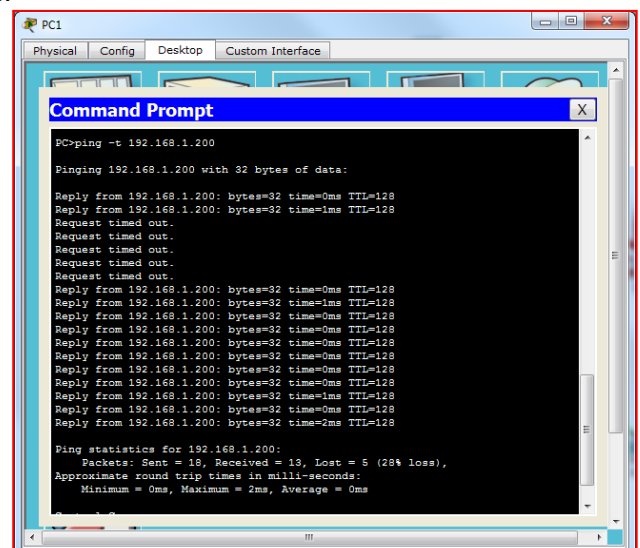 PC1
Physical Config Desktop Custom Interface
Command Prompt
X
PC>ping -t 192.168.1.200
Pinging 192.168.1.200 with 32 bytes of data:
Reply from 192.168.1.200: bytes=32 time=0ms TTL=128
Reply from 192.168.1.200: bytes=32 time=1ms TTL=128
Request timed out.
Request timed out.
Request timed out.
Request timed out.
Request timed out.
Reply from 192.168.1.200: bytes=32 time=0ms TTL=128
Reply from 192.168.1.200: bytes=32 time=1ms TTL=128
Reply from 192.168.1.200: bytes=32 time=0ms TTL=128
Reply from 192.168.1.200: bytes=32 time=0ms TTL=128
Reply from 192.168.1.200: bytes=32 time=0ms TTL=128
Reply from 192.168.1.200: bytes=32 time=0ms TTL=128
Reply from 192.168.1.200: bytes=32 time=0ms TTL=128
Reply from 192.168.1.200: bytes=32 time=0ms TTL=128
Reply from 192.168.1.200: bytes=32 time=1ms TTL=128
Reply from 192.168.1.200: bytes=32 time=0ms TTL=128
Reply from 192.168.1.200: bytes=32 time=2ms TTL=128
Ping statistics for 192.168.1.200:
Packets: Sent = 18, Received = 13, Lost = 5 (28% loss),
Approximate round trip times in milli-seconds:
Minimum = 0ms, Maximum = 2ms, Average = 0ms